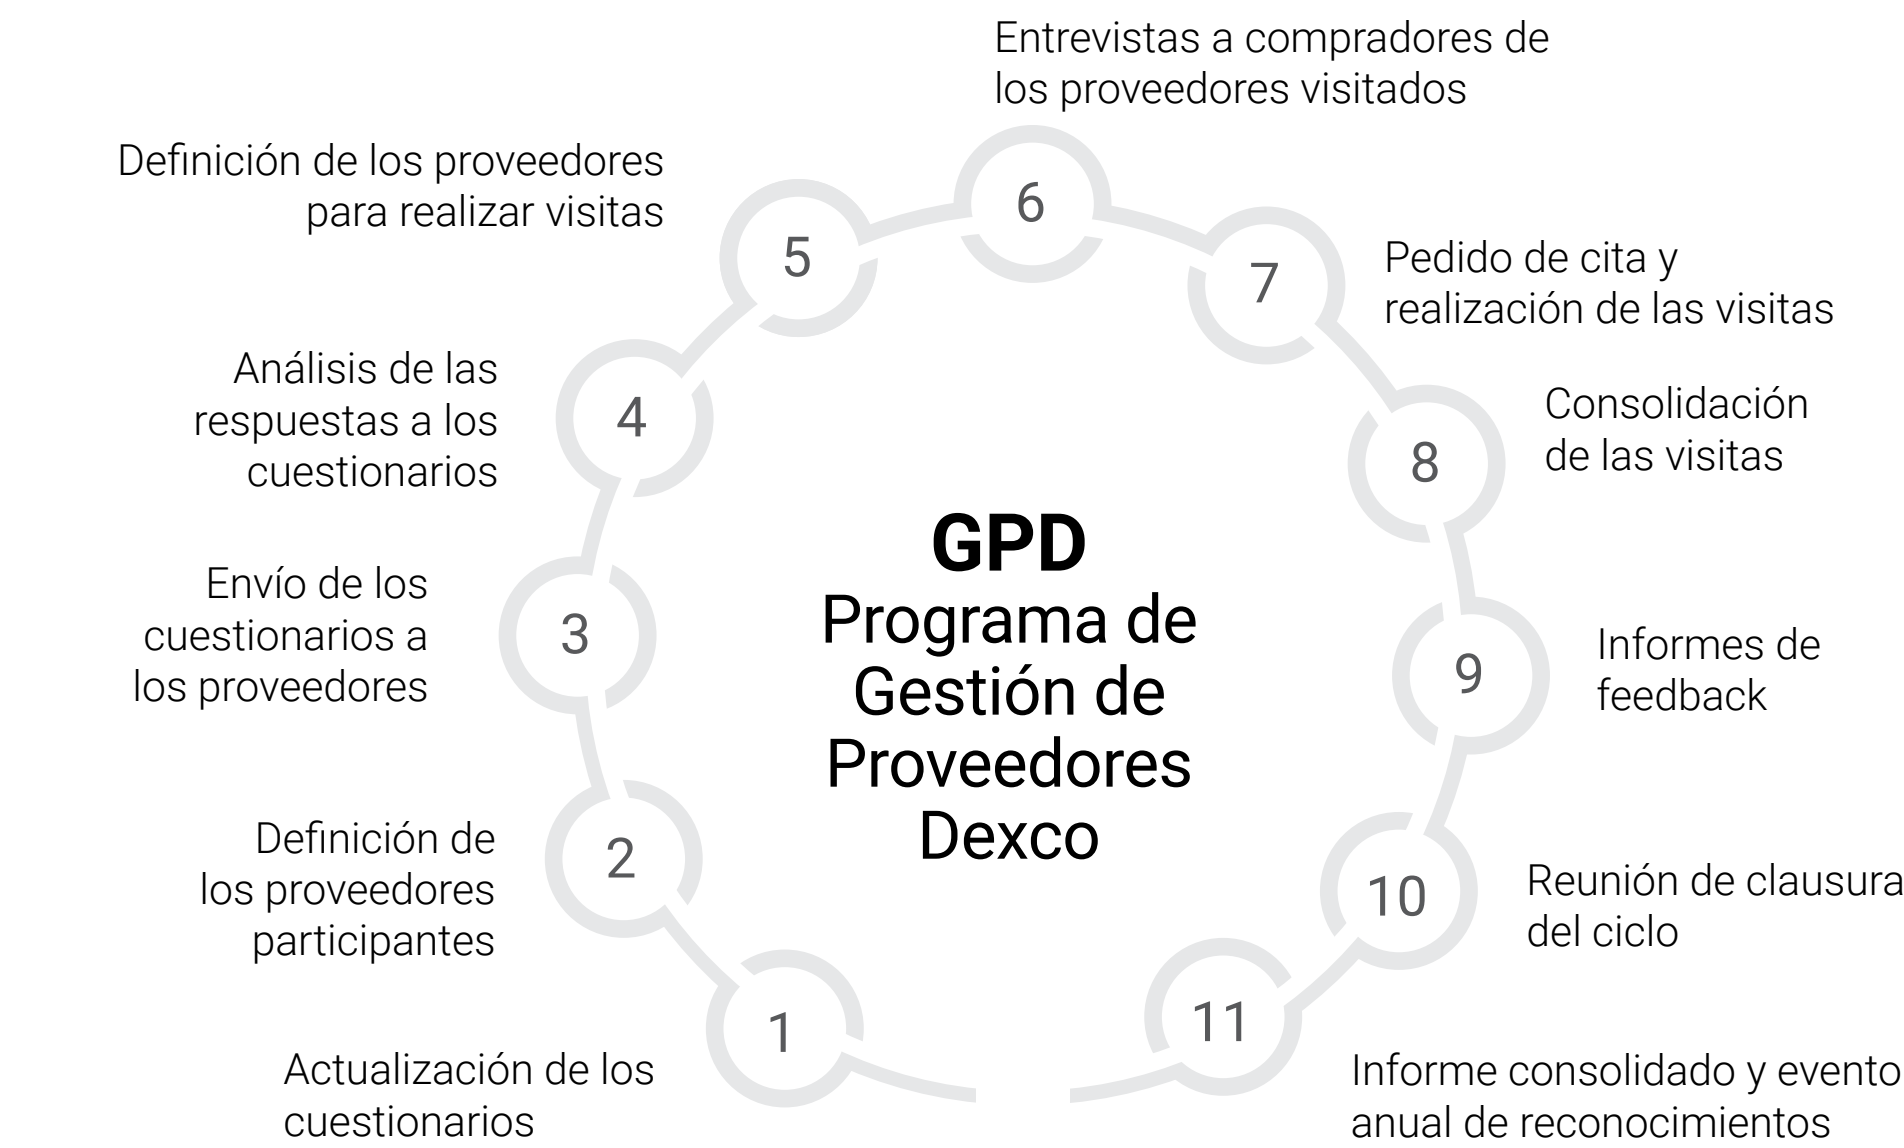 GPD
Programa de
Gestión de
Proveedores
Dexco
1
Actualización de los
cuestionarios
2
Definición de
los proveedores
participantes
3
Envío de los
cuestionarios a
los proveedores
4
Análisis de las
respuestas a los
cuestionarios
5
Definición de los proveedores
para realizar visitas
6
Entrevistas a compradores de
los proveedores visitados
7
Pedido de cita y
realización de las visitas
8
Consolidación
de las visitas
9
Informes de
feedback
10
Reunión de clausura
del ciclo
11
Informe consolidado y evento
anual de reconocimientos